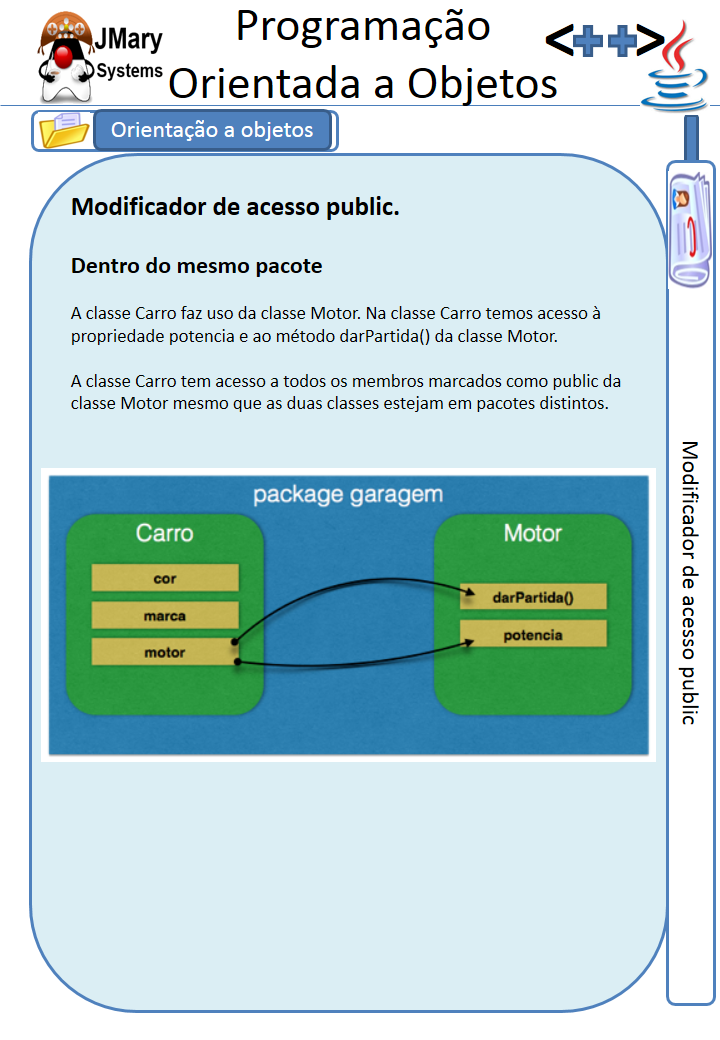 JMary
Systems
Programação
Orientada a Objetos
<++>
Orientação a objetos
Modificador de acesso public.
Dentro do mesmo pacote
A classe Carro faz uso da classe Motor. Na classe Carro temos acesso à
propriedade potencia e ao método darPartida() da classe Motor.
A classe Carro tem acesso a todos os membros marcados como public da
classe Motor mesmo que as duas classes estejam em pacotes distintos.
package garagem
Carro
cor
marca
motor
Motor
darPartida()
potencia
Modificador de acesso public